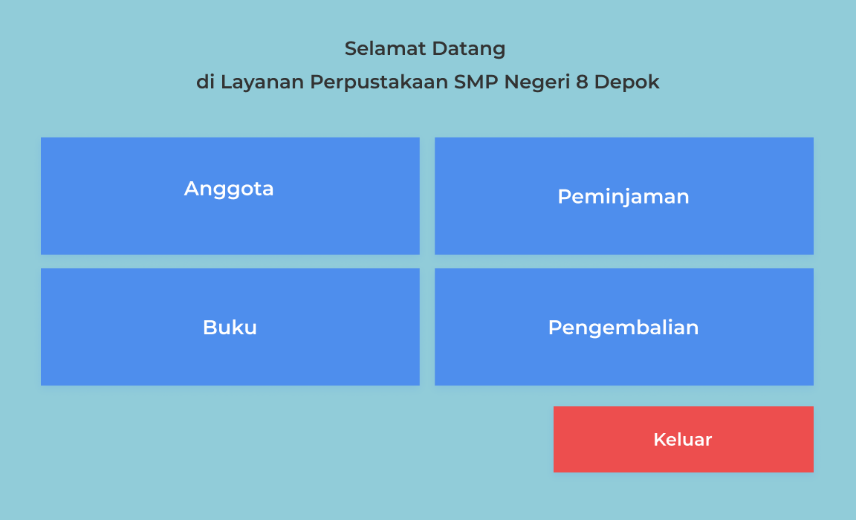 Selamat Datang
di Layanan Perpustakaan SMP Negeri 8 Depok
Anggota
Peminjaman
Buku
Pengembalian
Keluar